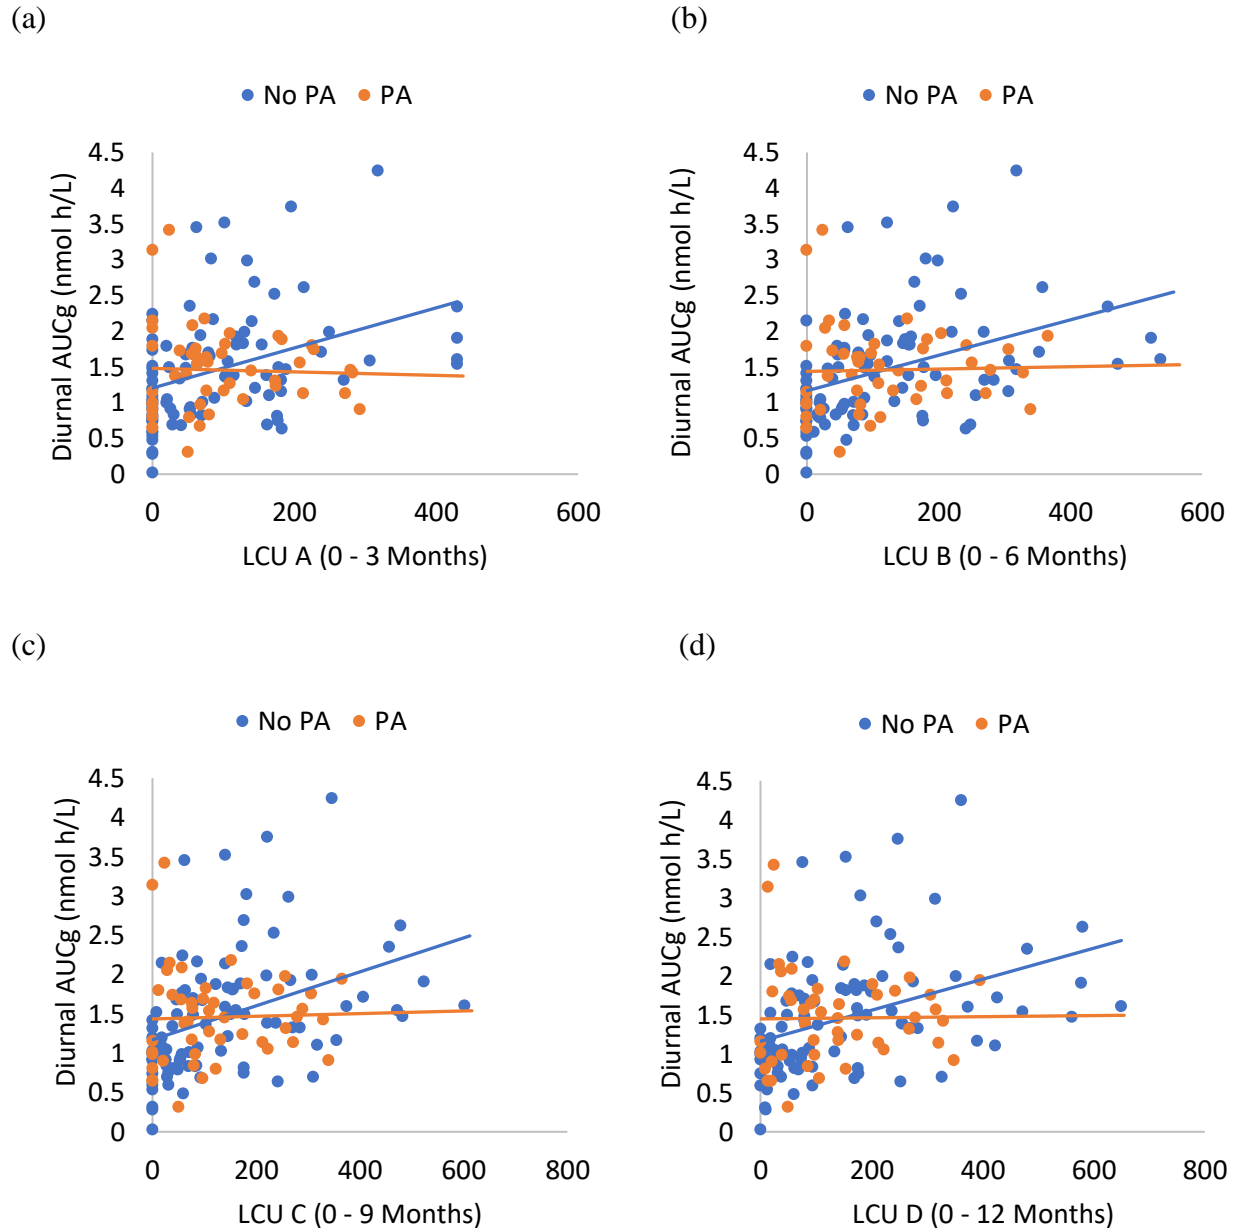 (a)
(b)
No PA PA
No PA PA
Diurnal AUCg (nmol h/L)
4.5
4
3.5
3
2.5
2
1.5
1
0.5
0
0 200 400 600
LCU A (0 - 3 Months)
Diurnal AUCg (nmol h/L)
4.5
4
3.5
3
2.5
2
1.5
1
0.5
0
0 200 400 600
LCU B (0 - 6 Months)
(c)
(d)
No PA PA
No PA PA
Diurnal AUCg (nmol h/L)
4.5
4
3.5
3
2.5
2
1.5
1
0.5
0
0 200 400 600 800
LCU C (0 - 9 Months)
Diurnal AUCg (nmol h/L)
4.5
4
3.5
3
2.5
2
1.5
1
0.5
0
0 200 400 600 800
LCU D (0 - 12 Months)